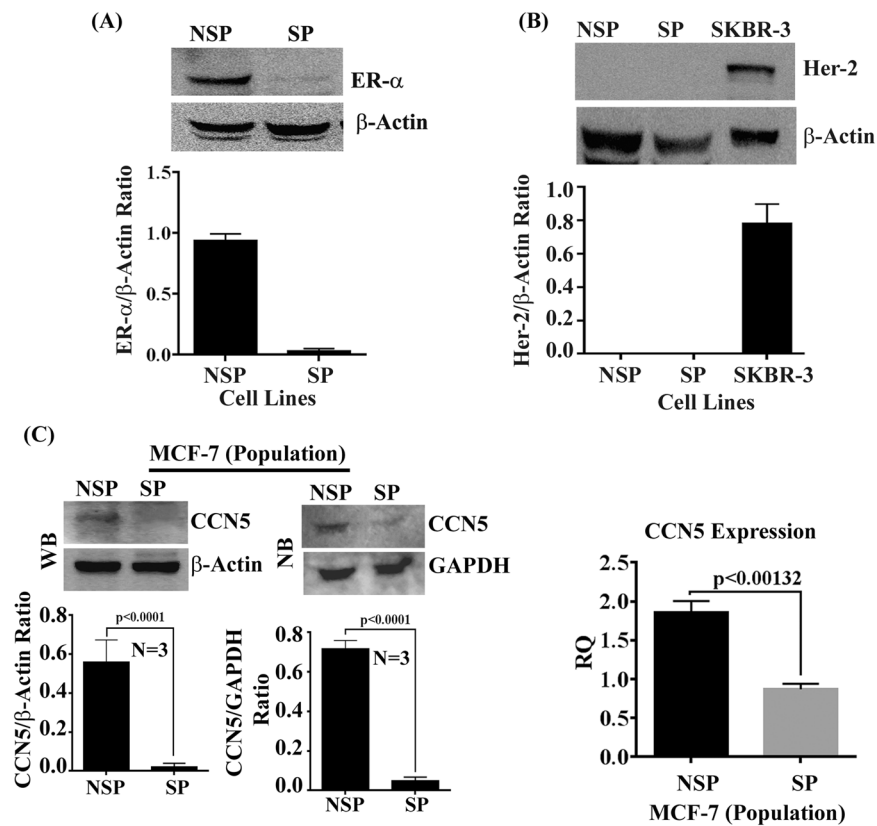 (A)
NSP SP
ER-α
β-Actin
ER-α/β-Actin Ratio
1.5
1.0
0.5
0.0
NSP SP
Cell Lines
(B)
NSP SP SKBR-3
Her-2
β-Actin
Her-2/β-Actin Ratio
1.0
0.8
0.6
0.4
0.2
0.0
NSP SP SKBR-3
Cell Lines
(C)
MCF-7 (Population)
NSP SP
WB
CCN5
β-Actin
CCN5/β-Actin Ratio
0.8
0.6
0.4
0.2
0.0
p<0.0001
N=3
NSP SP
NSP SP
NB
CCN5
GAPDH
CCN5/GAPDH
Ratio
0.8
0.6
0.4
0.2
0.0
p<0.0001
N=3
NSP SP
CCN5 Expression
RQ
2.5
2.0
1.5
1.0
0.5
0.0
p<0.00132
NSP SP
MCF-7 (Population)